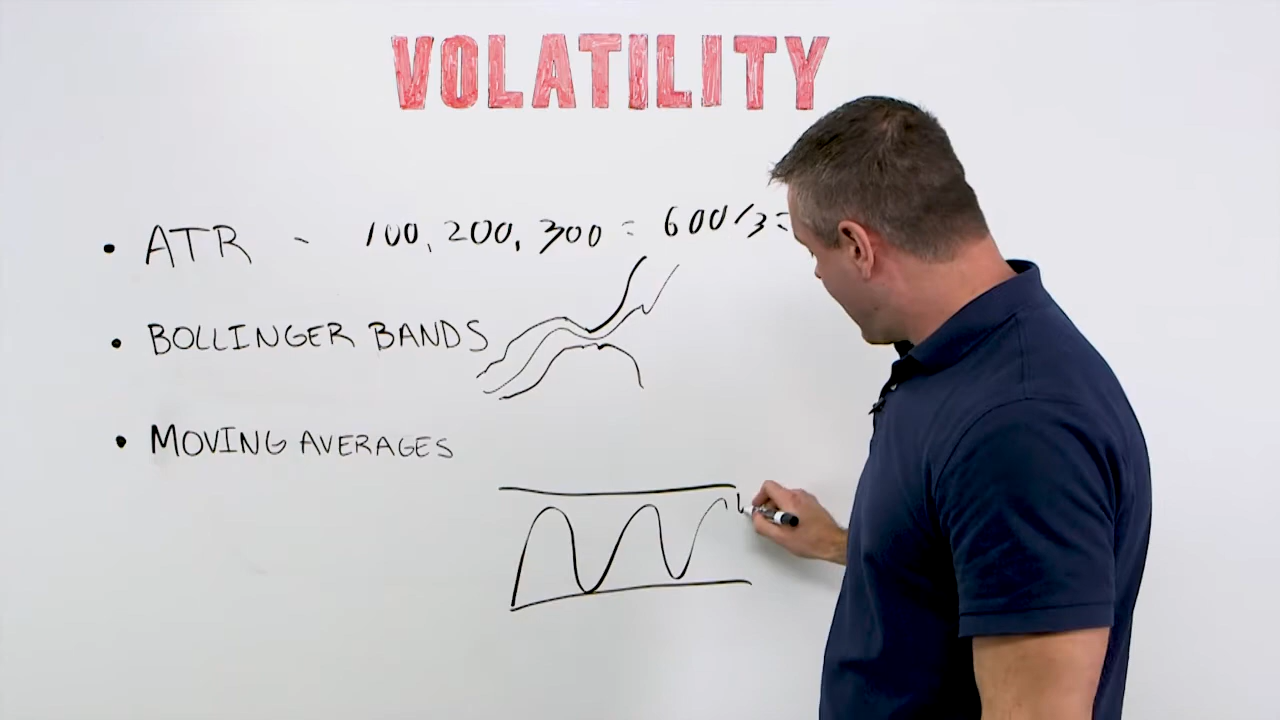 VOLATILITY
• ATR - 100, 200, 300 = 600/3=
• BOLLINGER BANDS
• MOVING AVERAGES